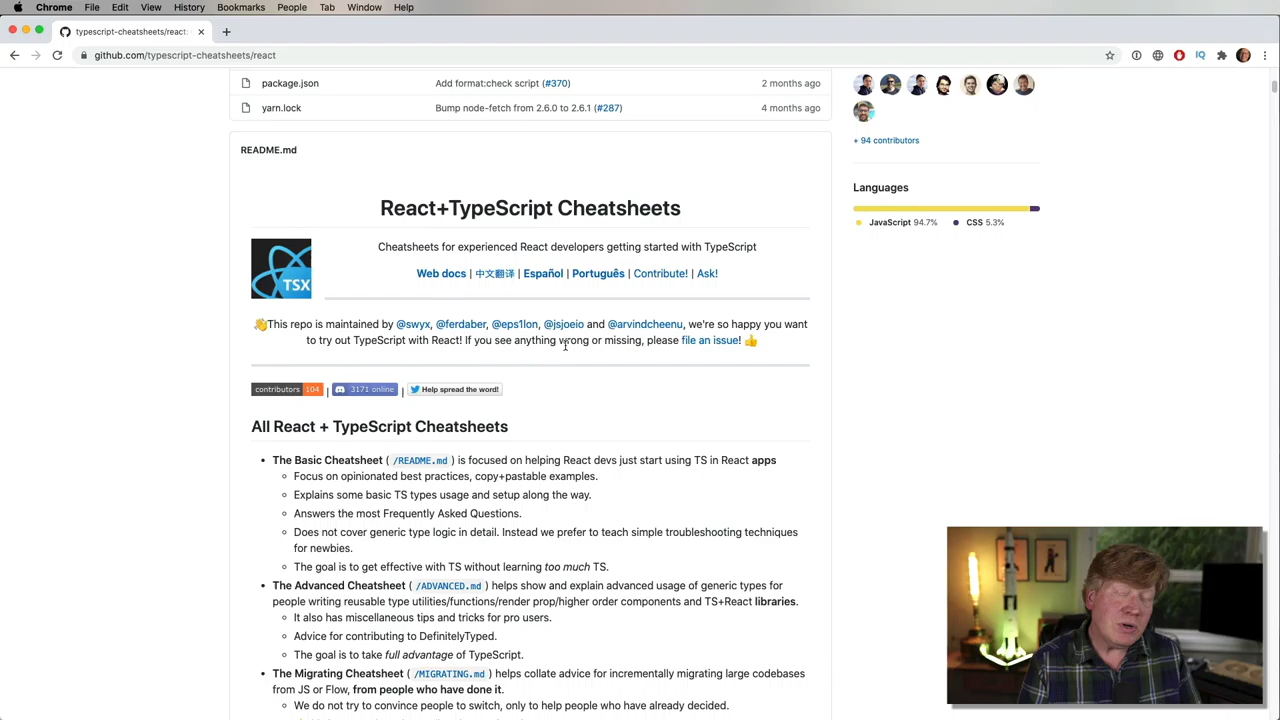 Chrome File Edit View History Bookmarks People Tab Window Help
typescript-cheatsheets/react:
github.com/typescript-cheatsheets/react
IQ
package.json Add format:check script (#370) 2 months ago
yarn.lock Bump node-fetch from 2.6.0 to 2.6.1 (#287) 4 months ago
+ 94 contributors
README.md
Languages
JavaScript 94.7% CSS 5.3%
React+TypeScript Cheatsheets
TSX
Cheatsheets for experienced React developers getting started with TypeScript
Web docs | 中文翻译 | Español | Português | Contribute! | Ask!
👋This repo is maintained by @swyx, @ferdaber, @eps1lon, @jsjoeio and @arvindcheenu, we're so happy you want
to try out TypeScript with React! If you see anything wrong or missing, please file an issue! 👍
contributors 104 | 3171 online | Help spread the word!
All React + TypeScript Cheatsheets
• The Basic Cheatsheet ( /README.md ) is focused on helping React devs just start using TS in React apps
◦ Focus on opinionated best practices, copy+pastable examples.
◦ Explains some basic TS types usage and setup along the way.
◦ Answers the most Frequently Asked Questions.
◦ Does not cover generic type logic in detail. Instead we prefer to teach simple troubleshooting techniques
for newbies.
◦ The goal is to get effective with TS without learning too much TS.
• The Advanced Cheatsheet ( /ADVANCED.md ) helps show and explain advanced usage of generic types for
people writing reusable type utilities/functions/render prop/higher order components and TS+React libraries.
◦ It also has miscellaneous tips and tricks for pro users.
◦ Advice for contributing to DefinitelyTyped.
◦ The goal is to take full advantage of TypeScript.
• The Migrating Cheatsheet ( /MIGRATING.md ) helps collate advice for incrementally migrating large codebases
from JS or Flow, from people who have done it.
◦ We do not try to convince people to switch, only to help people who have already decided.